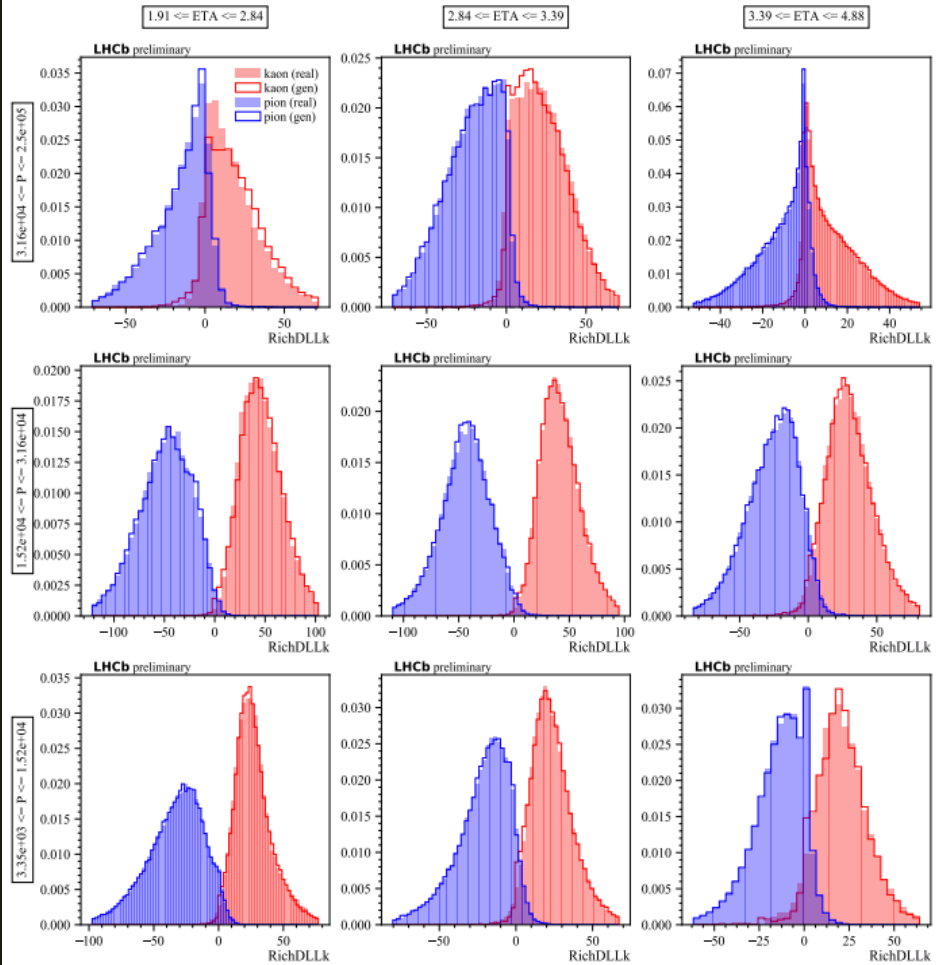 1.91 <= ETA <= 2.84
2.84 <= ETA <= 3.39
3.39 <= ETA <= 4.88
3.16e+04 <= P <= 2.5e+05
LHCb preliminary
0.035
0.030
0.025
0.020
0.015
0.010
0.005
0.000
kaon (real)
kaon (gen)
pion (real)
pion (gen)
−50 0 50
RichDLLk
LHCb preliminary
0.025
0.020
0.015
0.010
0.005
0.000
−50 0 50
RichDLLk
LHCb preliminary
0.07
0.06
0.05
0.04
0.03
0.02
0.01
0.000
−40 −20 0 20 40
RichDLLk
1.52e+04 <= P <= 3.16e+04
LHCb preliminary
0.0200
0.0175
0.0150
0.0125
0.0100
0.0075
0.0050
0.0025
0.0000
−100 −50 0 50 100
RichDLLk
LHCb preliminary
0.020
0.015
0.010
0.005
0.000
−100 −50 0 50 100
RichDLLk
LHCb preliminary
0.025
0.020
0.015
0.010
0.005
0.000
−50 0 50
RichDLLk
3.35e+03 <= P <= 1.52e+04
LHCb preliminary
0.035
0.030
0.025
0.020
0.015
0.010
0.005
0.000
−100 −50 0 50
RichDLLk
LHCb preliminary
0.030
0.025
0.020
0.015
0.010
0.005
0.000
−50 0 50
RichDLLk
LHCb preliminary
0.030
0.025
0.020
0.015
0.010
0.005
0.000
−50 −25 0 25 50
RichDLLk